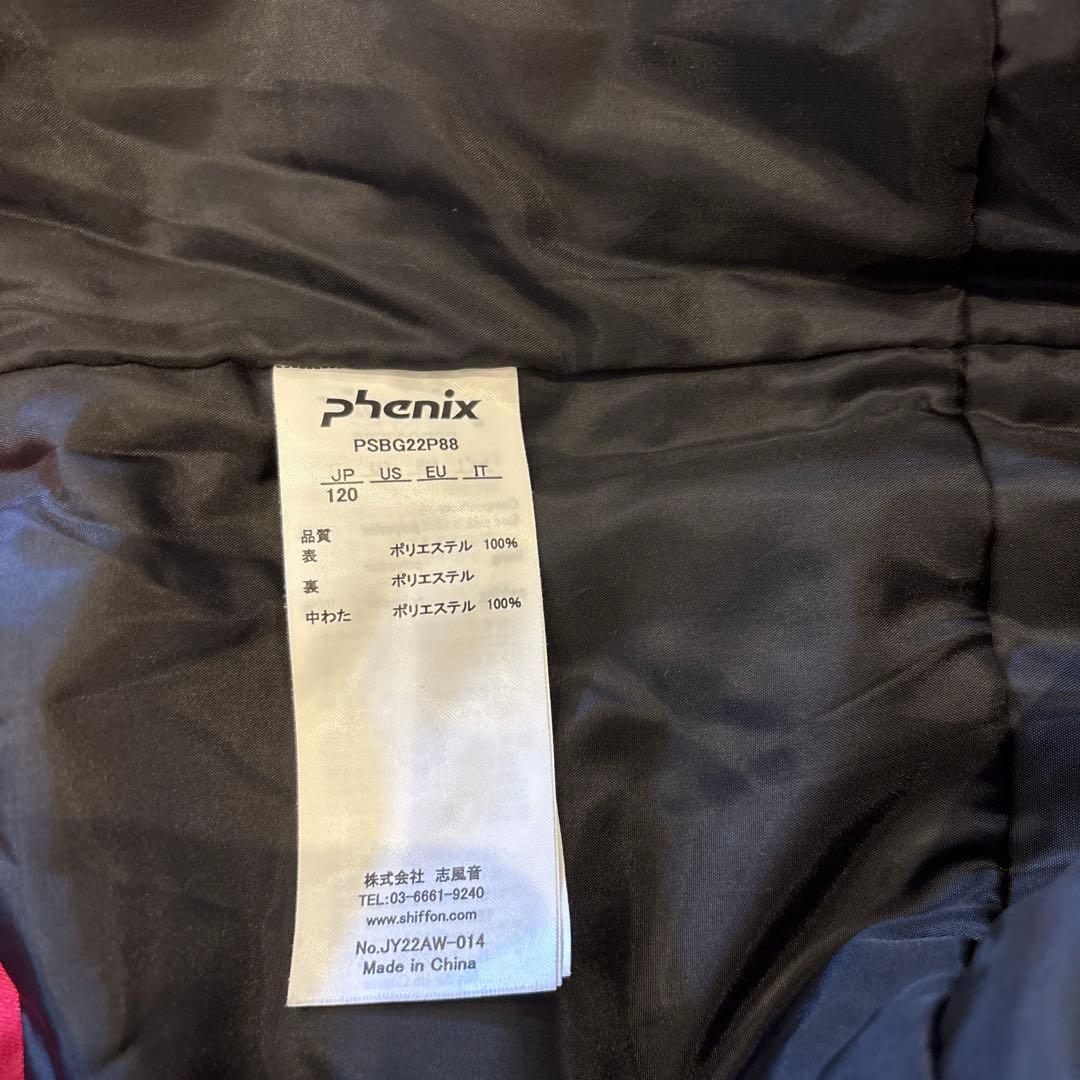 phenix
PSBG22P88
JP US EU IT
120
品質
表 ポリエステル 100%
裏 ポリエステル
中わた ポリエステル 100%
株式会社 志風音
TEL:03-6661-9240
www.shiffon.com
No.JY22AW-014
Made in China